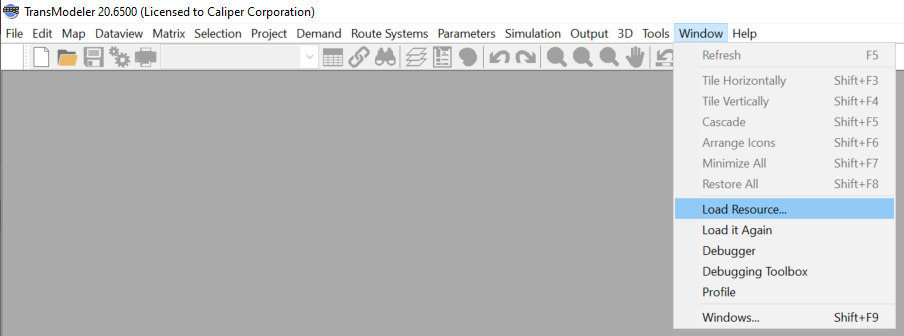 TransModeler 20.6500 (Licensed to Caliper Corporation)
File Edit Map Dataview Matrix Selection Project Demand Route Systems Parameters Simulation Output 3D Tools Window Help
Refresh F5
Tile Horizontally Shift+F3
Tile Vertically Shift+F4
Cascade Shift+F5
Arrange Icons Shift+F6
Minimize All Shift+F7
Restore All Shift+F8
Load Resource...
Load it Again
Debugger
Debugging Toolbox
Profile
Windows... Shift+F9